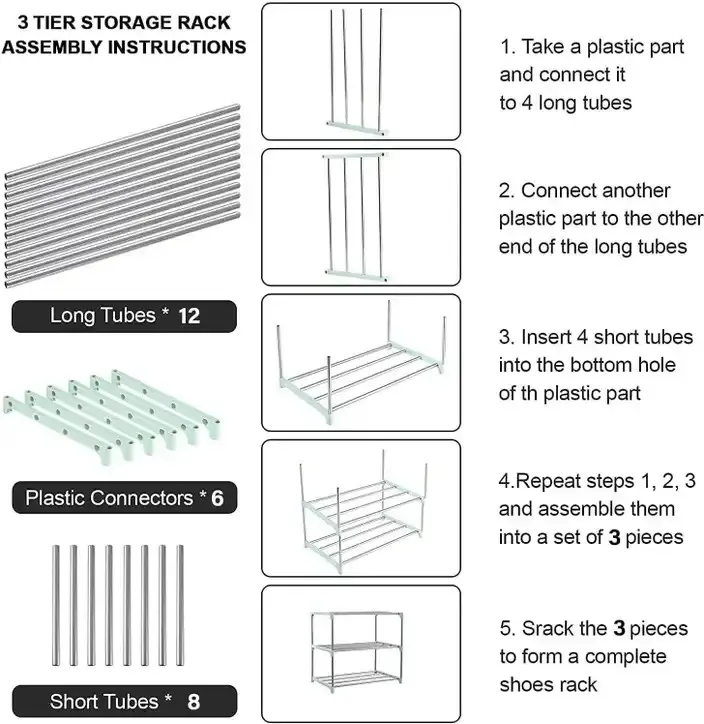 3 TIER STORAGE RACK
ASSEMBLY INSTRUCTIONS
Long Tubes * 12
Plastic Connectors * 6
Short Tubes * 8
1. Take a plastic part
and connect it
to 4 long tubes
2. Connect another
plastic part to the other
end of the long tubes
3. Insert 4 short tubes
into the bottom hole
of th plastic part
4.Repeat steps 1, 2, 3
and assemble them
into a set of 3 pieces
5. Srack the 3 pieces
to form a complete
shoes rack